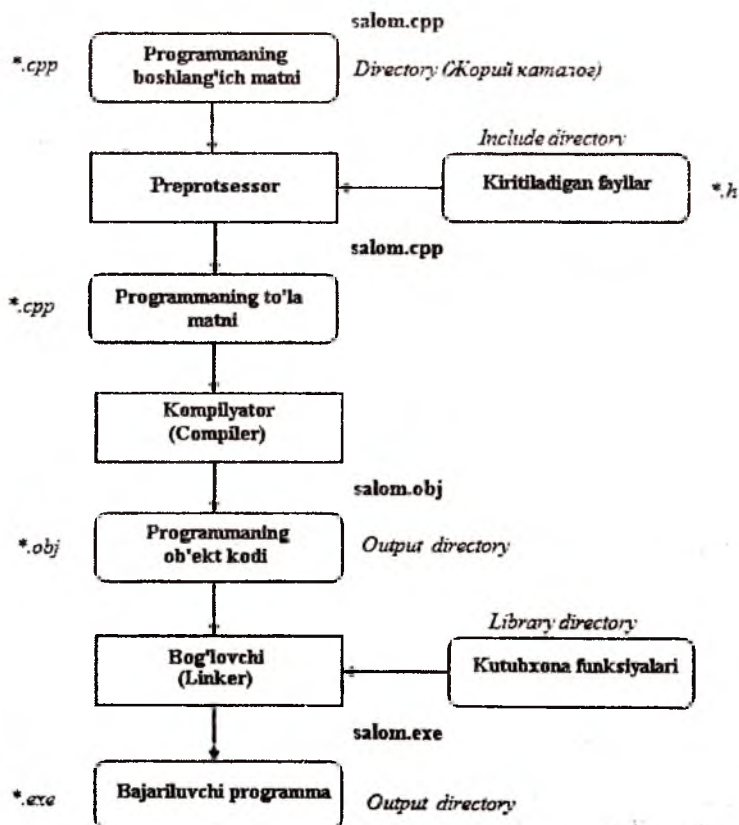 salom.cpp
*.cpp
Programmaning
boshlang'ich matni
Directory (Жорий каталог)
Include directory
Preprotsessor
Kiritiladigan fayllar
*.h
salom.cpp
*.cpp
Programmaning to'la
matni
Kompilyator
(Compiler)
salom.obj
*.obj
Programmaning
ob'ekt kodi
Output directory
Library directory
Bog'lovchi
(Linker)
Kutubxona funksiyalari
salom.exe
*.exe
Bajariluvchi programma
Output directory